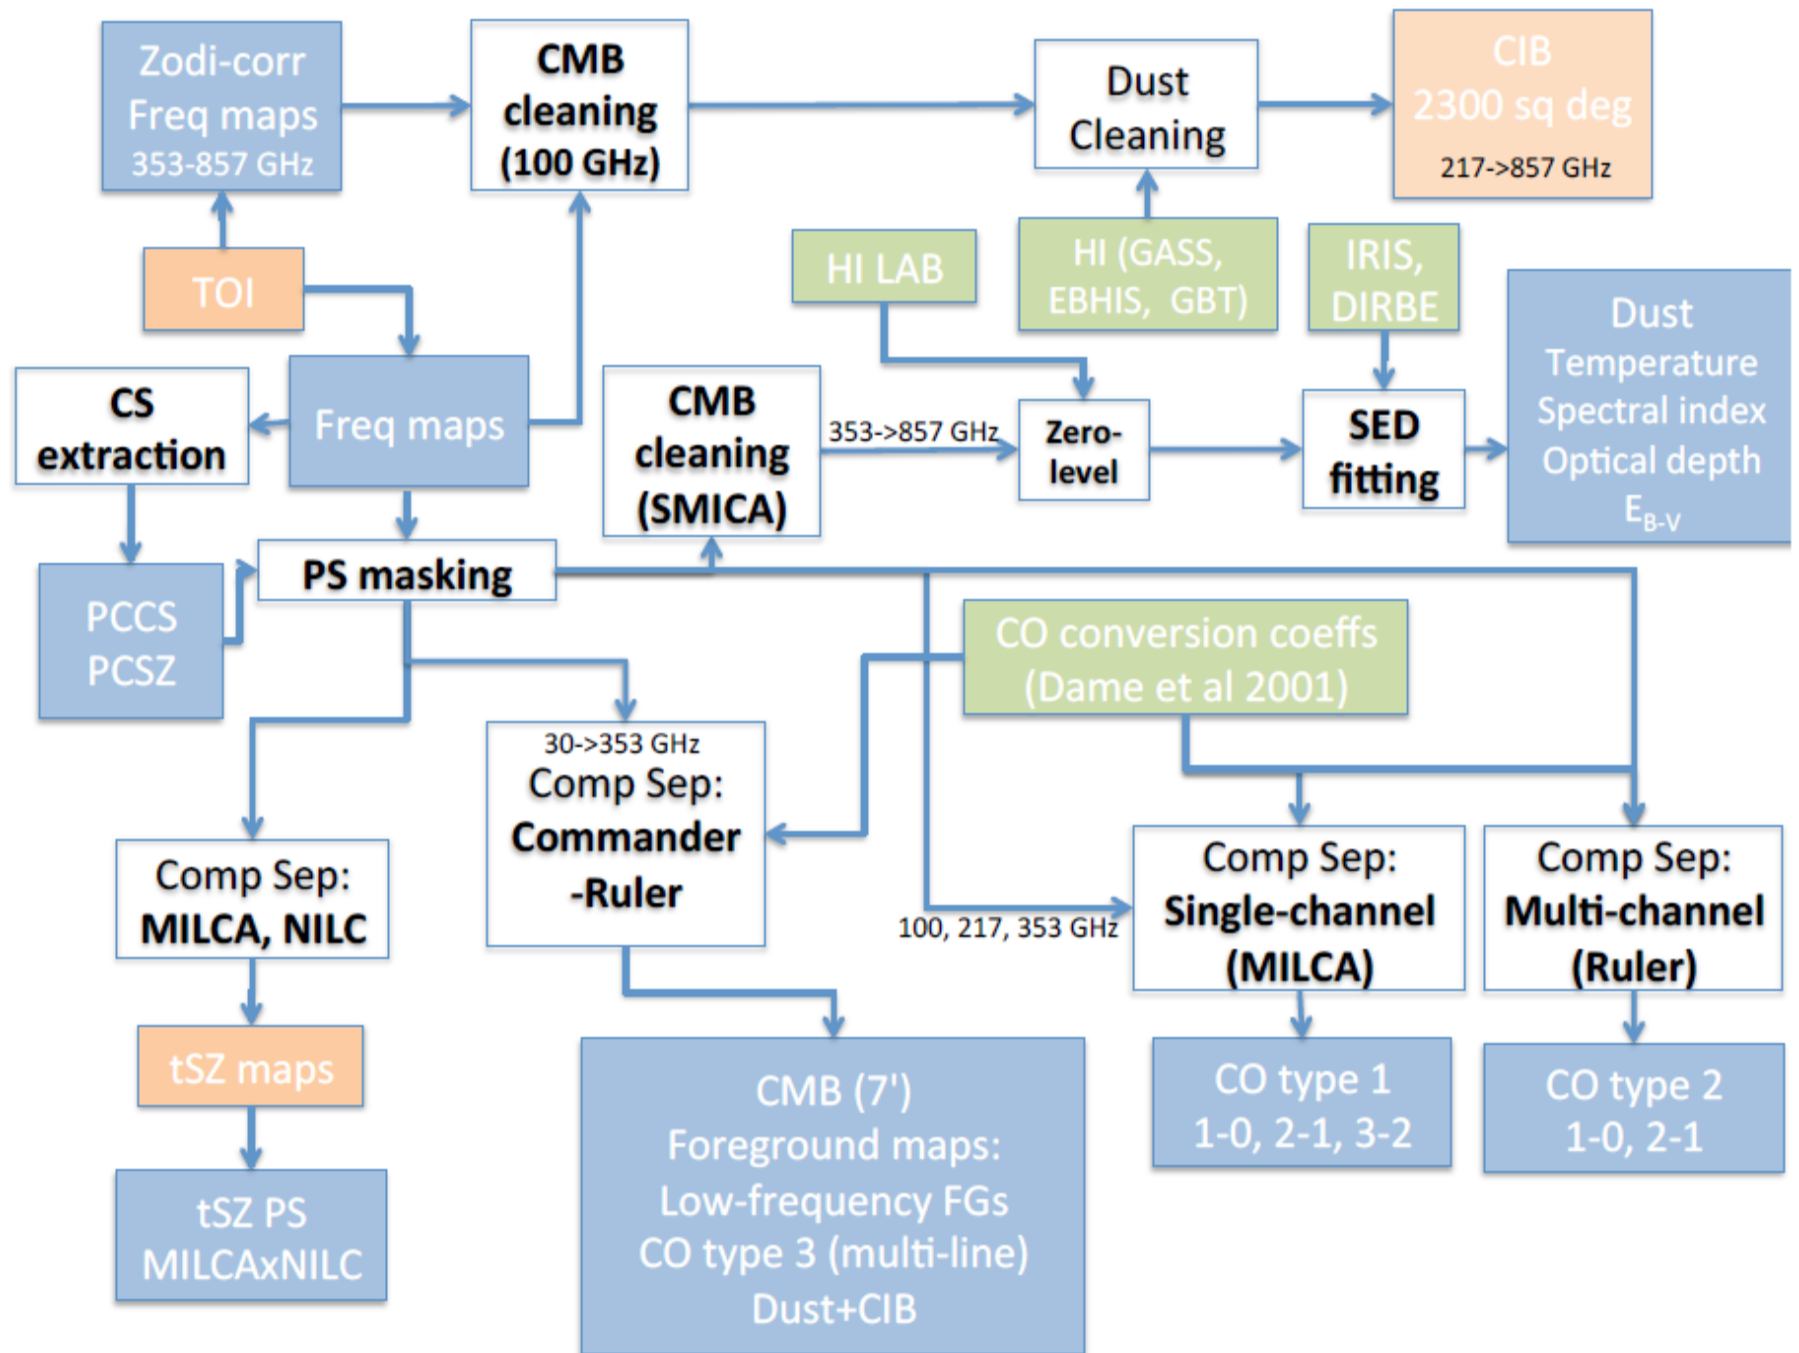 Zodi-corr
Freq maps
353-857 GHz
CMB
cleaning
(100 GHz)
Dust
Cleaning
CIB
2300 sq deg
217->857 GHz
TOI
HI LAB
HI (GASS,
EBHIS, GBT)
IRIS,
DIRBE
Dust
Temperature
Spectral index
Optical depth
E_B-V
CS
extraction
Freq maps
CMB
cleaning
(SMICA)
353->857 GHz
Zero-
level
SED
fitting
PS masking
PCCS
PCSZ
CO conversion coeffs
(Dame et al 2001)
30->353 GHz
Comp Sep:
Commander
-Ruler
Comp Sep:
MILCA, NILC
100, 217, 353 GHz
Comp Sep:
Single-channel
(MILCA)
Comp Sep:
Multi-channel
(Ruler)
tSZ maps
tSZ PS
MILCAxNILC
CMB (7')
Foreground maps:
Low-frequency FGs
CO type 3 (multi-line)
Dust+CIB
CO type 1
1-0, 2-1, 3-2
CO type 2
1-0, 2-1